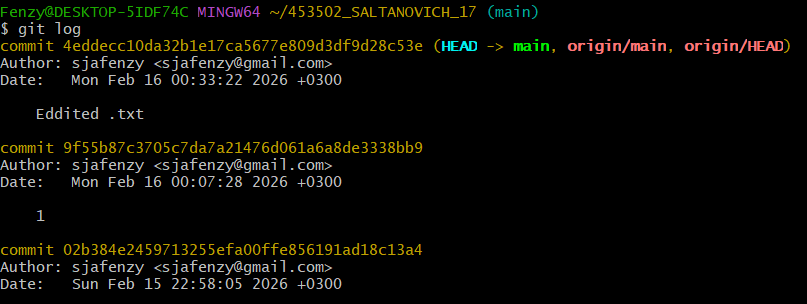 Fenzy@DESKTOP-5IDF74C MINGW64 ~/453502_SALTANOVICH_17 (main)
$ git log
commit 4eddecc10da32b1e17ca5677e809d3df9d28c53e (HEAD -> main, origin/main, origin/HEAD)
Author: sjafenzy <sjafenzy@gmail.com>
Date:   Mon Feb 16 00:33:22 2026 +0300

    Eddited .txt

commit 9f55b87c3705c7da7a21476d061a6a8de3338bb9
Author: sjafenzy <sjafenzy@gmail.com>
Date:   Mon Feb 16 00:07:28 2026 +0300

    1

commit 02b384e2459713255efa00ffe856191ad18c13a4
Author: sjafenzy <sjafenzy@gmail.com>
Date:   Sun Feb 15 22:58:05 2026 +0300